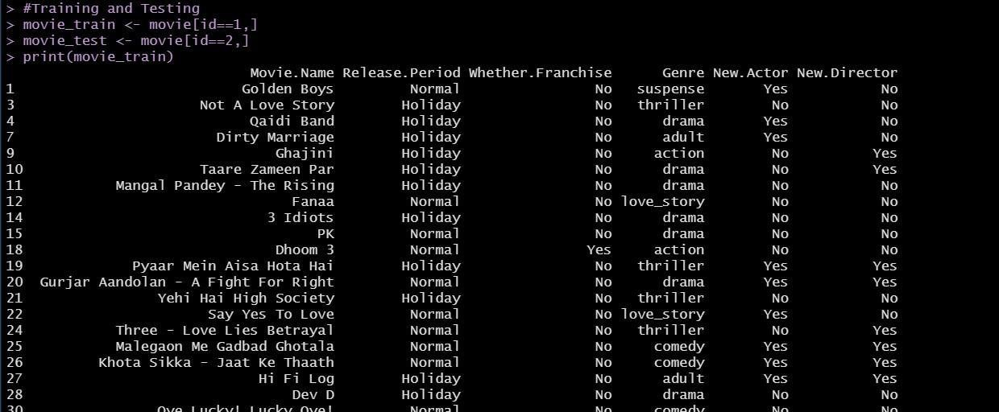 > #Training and Testing
> movie_train <- movie[id==1,]
> movie_test <- movie[id==2,]
> print(movie_train)
Movie.Name Release.Period Whether.Franchise Genre New.Actor New.Director
1 Golden Boys Normal No suspense Yes No
3 Not A Love Story Holiday No thriller No No
4 Qaidi Band Holiday No drama Yes No
7 Dirty Marriage Holiday No adult Yes No
9 Ghajini Holiday No action No Yes
10 Taare Zameen Par Holiday No drama No Yes
11 Mangal Pandey - The Rising Holiday No drama No No
12 Fanaa Normal No love_story No No
14 3 Idiots Holiday No drama No No
15 PK Normal No drama No No
18 Dhoom 3 Normal Yes action No No
19 Pyaar Mein Aisa Hota Hai Holiday No thriller Yes Yes
20 Gurjar Aandolan - A Fight For Right Normal No drama Yes Yes
21 Yehi Hai High Society Holiday No thriller No No
22 Say Yes To Love Normal No love_story Yes No
24 Three - Love Lies Betrayal Normal No thriller No Yes
25 Malegaon Me Gadbad Ghotala Normal No comedy Yes Yes
26 Khota Sikka - Jaat Ke Thaath Normal No comedy Yes Yes
27 Hi Fi Log Holiday No adult Yes Yes
28 Dev D Holiday No drama No No
30 Oye Lucky! Lucky Oye! Normal No comedy No No